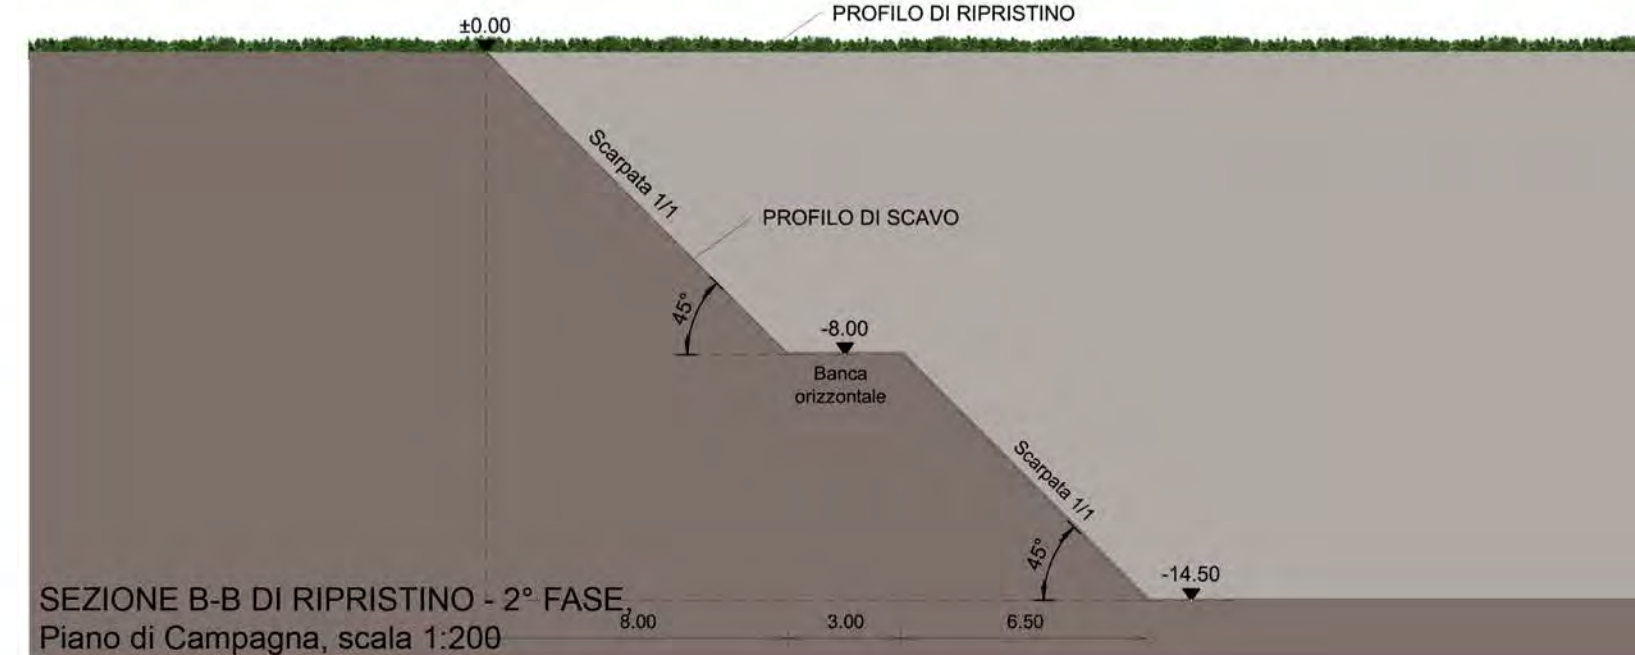 PROFILO DI RIPRISTINO
±0.00
Scarpata 1/1
PROFILO DI SCAVO
45°
-8.00
Banca
orizzontale
Scarpata 1/1
45°
-14.50
SEZIONE B-B DI RIPRISTINO - 2° FASE,
Piano di Campagna, scala 1:200
8.00
3.00
6.50